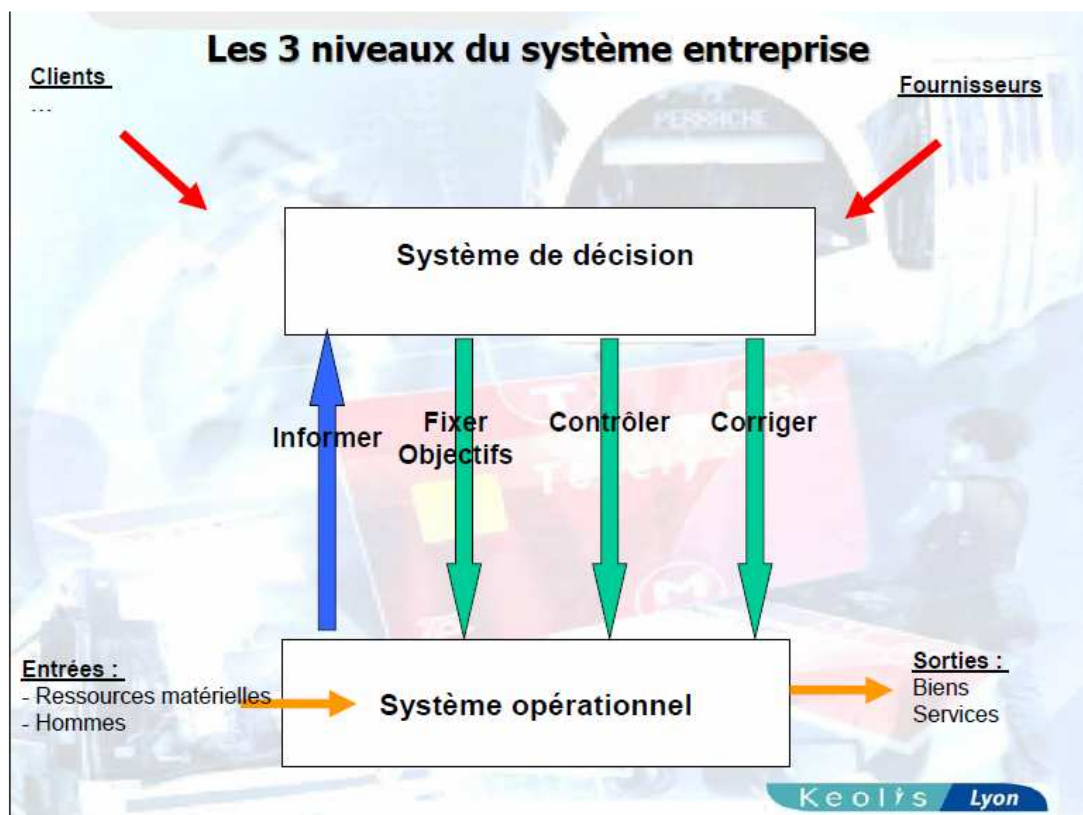 Les 3 niveaux du système entreprise
Clients
...
Fournisseurs
PERRACHE
Système de décision
Informer
Fixer
Objectifs
Contrôler
Corriger
Entrées :
- Ressources matérielles
- Hommes
Système opérationnel
Sorties :
Biens
Services
Keolis Lyon